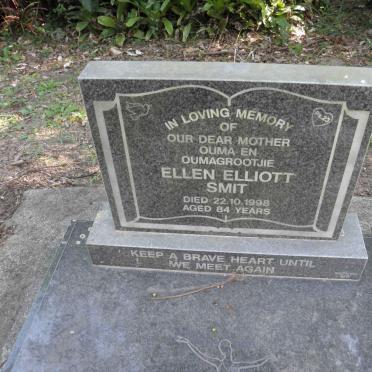 IN LOVING MEMORY
OF
OUR DEAR MOTHER
OUMA EN
OUMAGROOTJIE
ELLEN ELLIOTT
SMIT
DIED 22.10.1998
AGED 84 YEARS
KEEP A BRAVE HEART UNTIL
WE MEET AGAIN